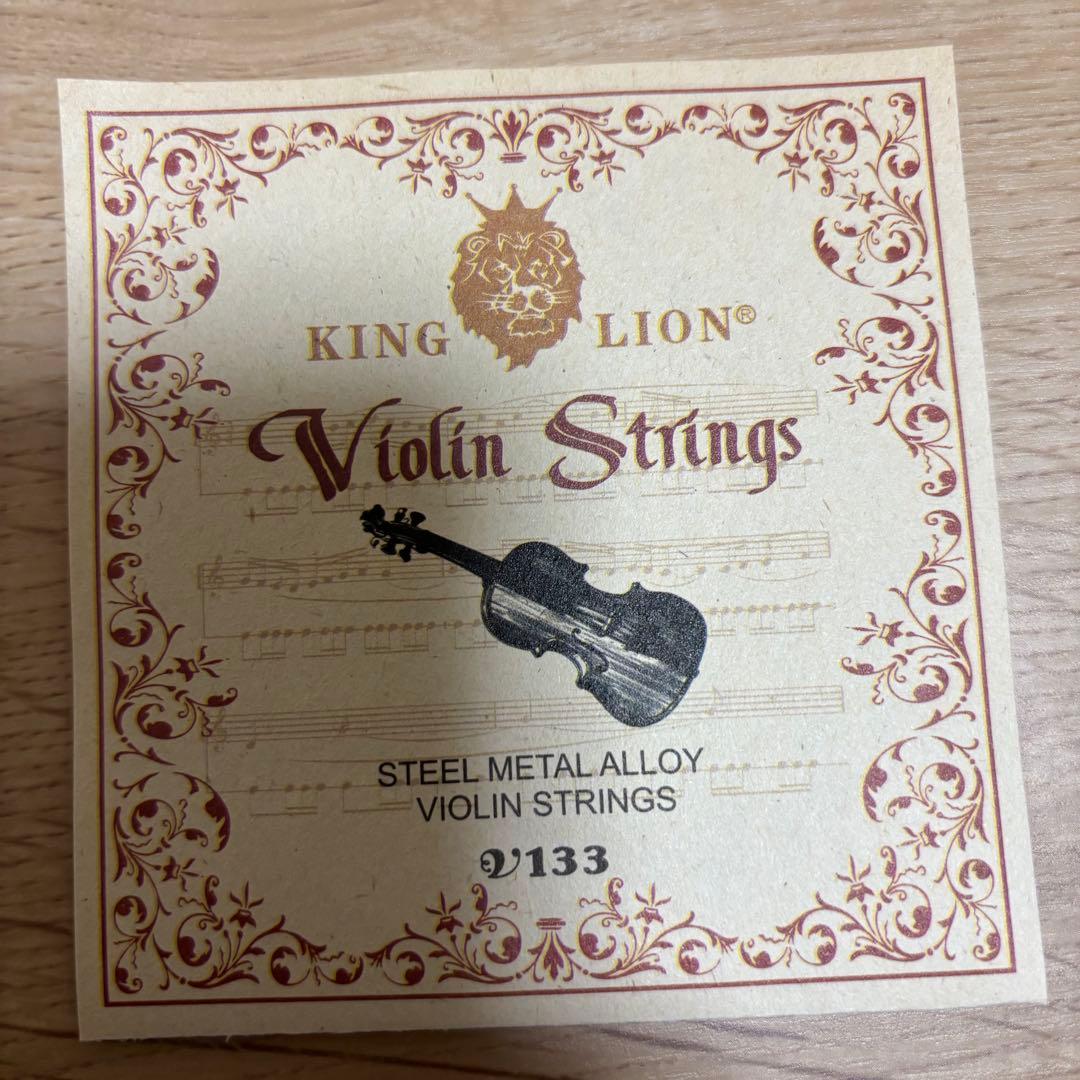 KING LION®
Violin Strings
STEEL METAL ALLOY
VIOLIN STRINGS
V133